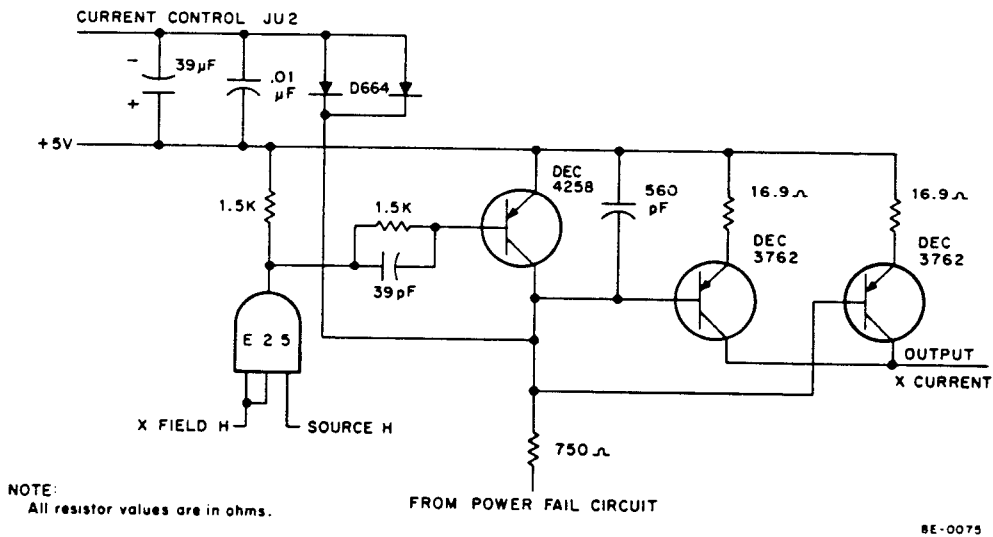 CURRENT CONTROL JU2
−
39µF
+
.01
µF
D664
+5V
1.5K
1.5K
39pF
DEC
4258
560
pF
16.9Ω
DEC
3762
16.9Ω
DEC
3762
E25
OUTPUT
X CURRENT
X FIELD H
SOURCE H
750Ω
FROM POWER FAIL CIRCUIT
NOTE:
All resistor values are in ohms.
BE-0075